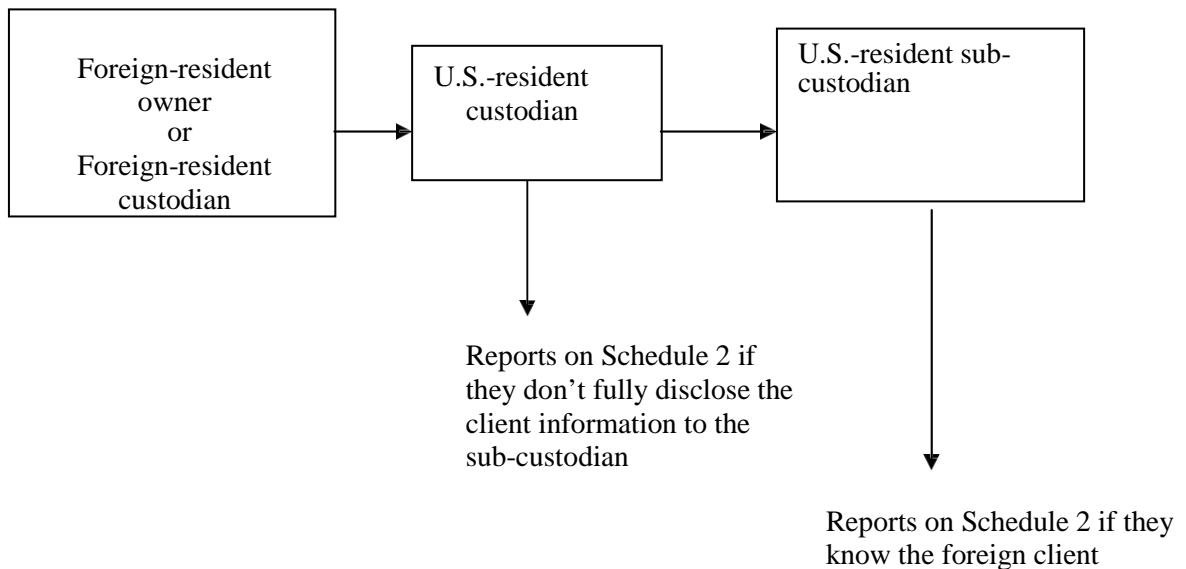 Foreign-resident
owner
or
Foreign-resident
custodian
U.S.-resident
custodian
U.S.-resident sub-
custodian
Reports on Schedule 2 if
they don’t fully disclose the
client information to the
sub-custodian
Reports on Schedule 2 if they
know the foreign client